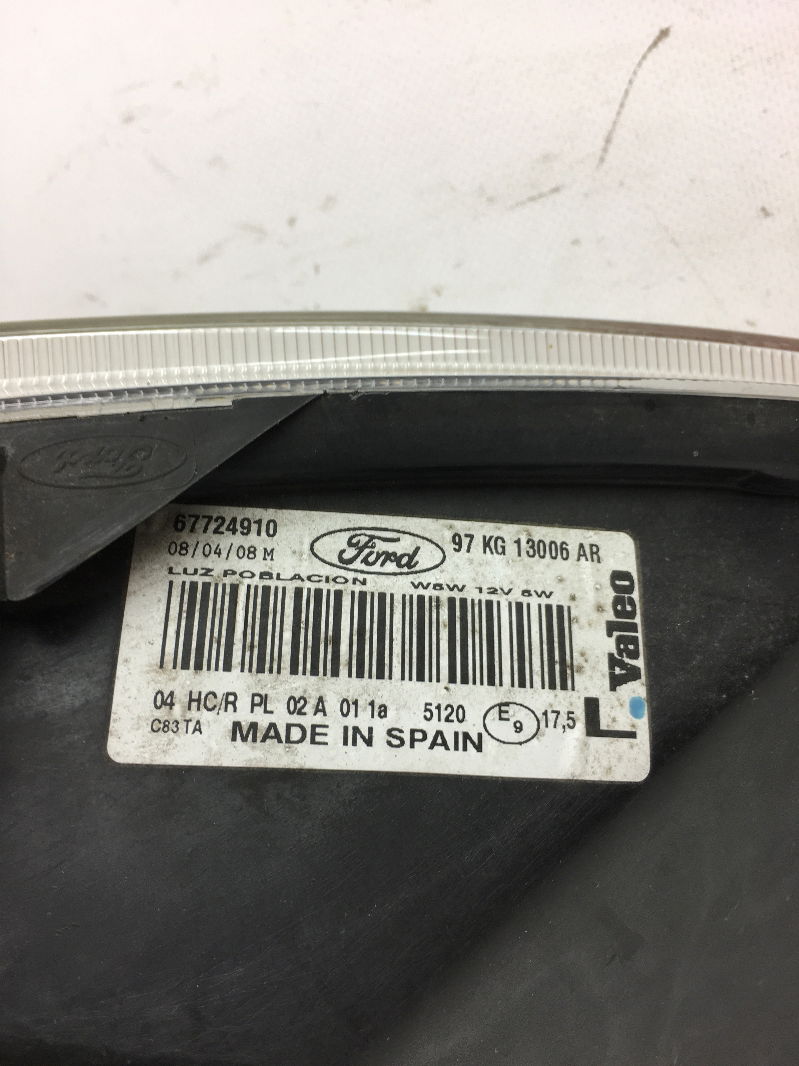 Ford
67724910
Ford
97 KG 13006 AR
08/04/08 M
LUZ POBLACION W5W 12V 5W
Valeo
04 HC/R PL 02 A 01 1a 5120 E9 17,5 L
C83TA MADE IN SPAIN